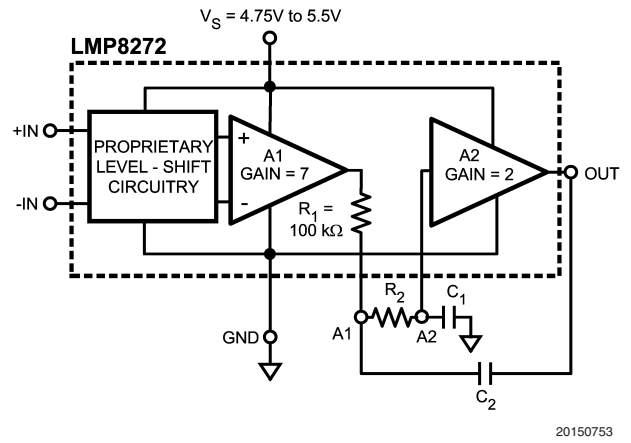 V_S = 4.75V to 5.5V
LMP8272
+IN
-IN
PROPRIETARY
LEVEL - SHIFT
CIRCUITRY
+
-
A1
GAIN = 7
R_1 =
100 kΩ
A2
GAIN = 2
OUT
GND
A1
R_2
A2
C_1
C_2
20150753